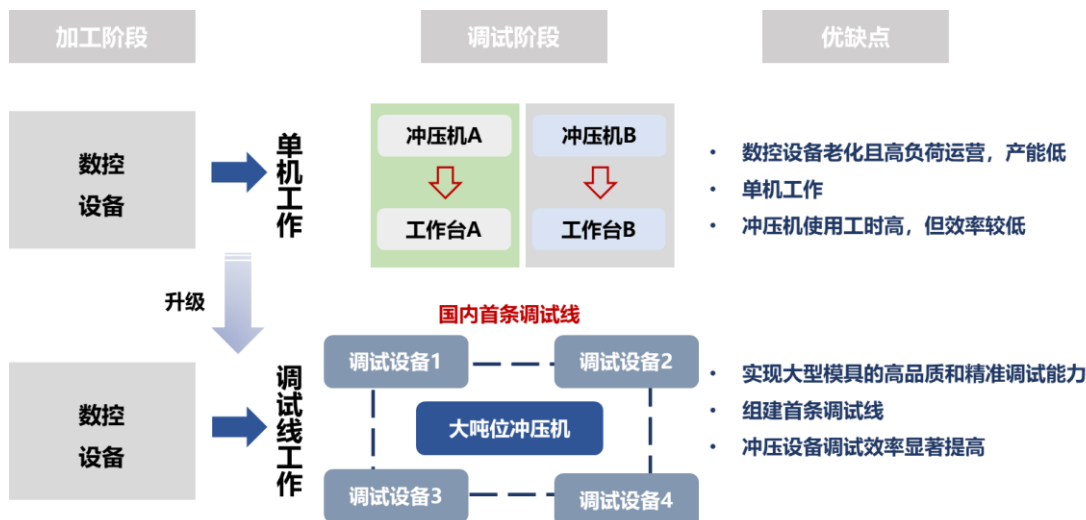 加工阶段
调试阶段
优缺点
数控
设备
单机工作
冲压机A
工作台A
冲压机B
工作台B
• 数控设备老化且高负荷运营，产能低
• 单机工作
• 冲压机使用工时高，但效率较低
升级
国内首条调试线
数控
设备
调试线工作
调试设备1
调试设备2
大吨位冲压机
调试设备3
调试设备4
• 实现大型模具的高品质和精准调试能力
• 组建首条调试线
• 冲压设备调试效率显著提高